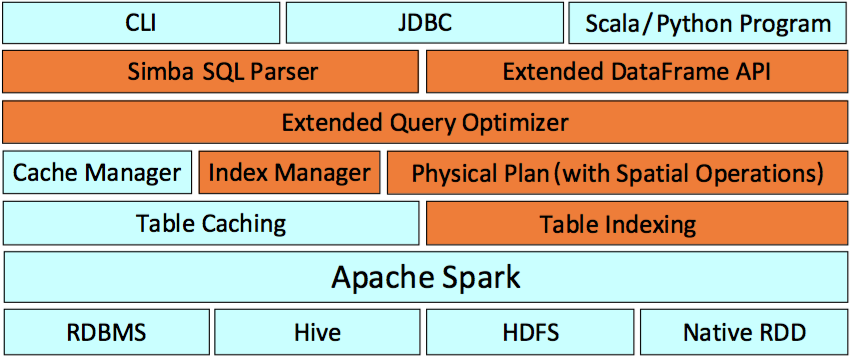 CLI
JDBC
Scala/Python Program
Simba SQL Parser
Extended DataFrame API
Extended Query Optimizer
Cache Manager
Index Manager
Physical Plan (with Spatial Operations)
Table Caching
Table Indexing
Apache Spark
RDBMS
Hive
HDFS
Native RDD